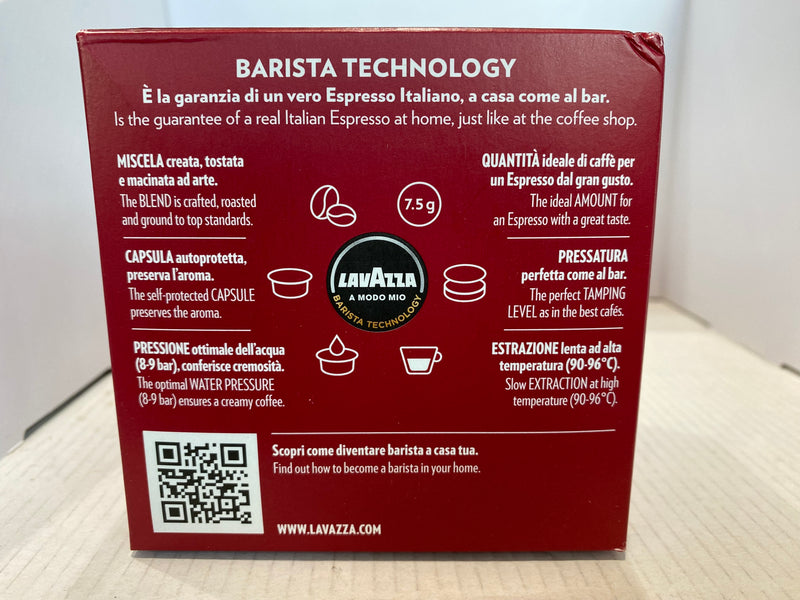 BARISTA TECHNOLOGY
È la garanzia di un vero Espresso Italiano, a casa come al bar.
Is the guarantee of a real Italian Espresso at home, just like at the coffee shop.
MISCELA creata, tostata
e macinata ad arte.
The BLEND is crafted, roasted
and ground to top standards.
QUANTITÀ ideale di caffè per
un Espresso dal gran gusto.
The ideal AMOUNT for
an Espresso with a great taste.
7.5 g
CAPSULA autoprotetta,
preserva l'aroma.
The self-protected CAPSULE
preserves the aroma.
LAVAZZA
A MODO MIO
BARISTA TECHNOLOGY
PRESSATURA
perfetta come al bar.
The perfect TAMPING
LEVEL as in the best cafés.
PRESSIONE ottimale dell'acqua
(8-9 bar), conferisce cremosità.
The optimal WATER PRESSURE
(8-9 bar) ensures a creamy coffee.
ESTRAZIONE lenta ad alta
temperatura (90-96°C).
Slow EXTRACTION at high
temperature (90-96°C).
Scopri come diventare barista a casa tua.
Find out how to become a barista in your home.
WWW.LAVAZZA.COM